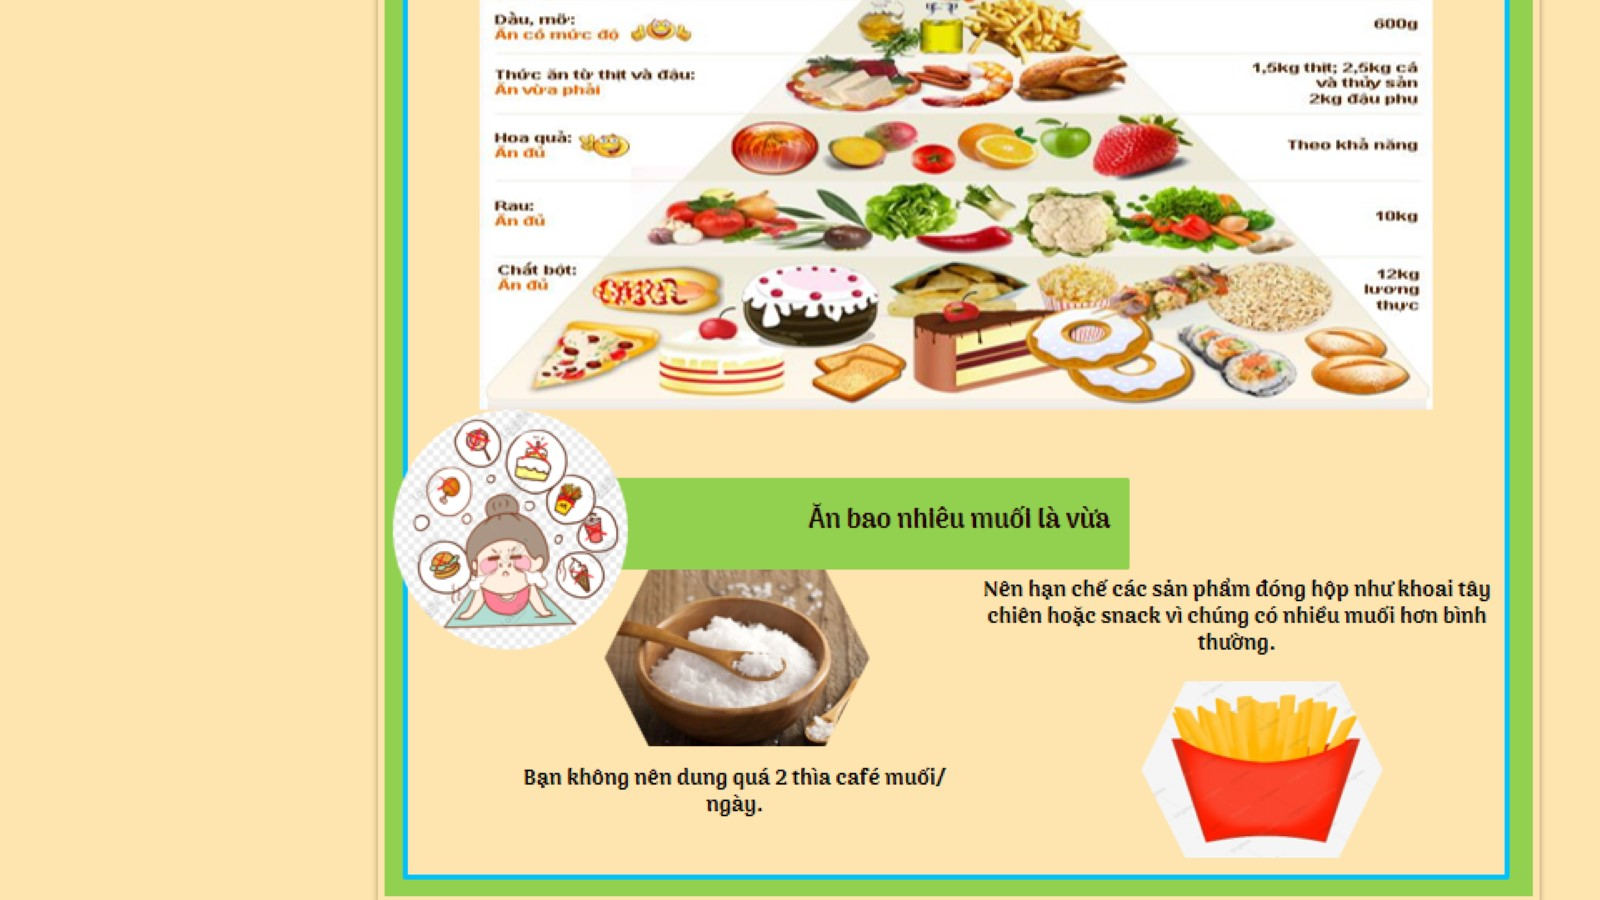 Dầu, mỡ:
Ăn có mức độ
600g
Thức ăn từ thịt và đậu:
Ăn vừa phải
1,5kg thịt; 2,5kg cá
và thủy sản
2kg đậu phụ
Hoa quả:
Ăn đủ
Theo khả năng
Rau:
Ăn đủ
10kg
Chất bột:
Ăn đủ
12kg
lương
thực
Ăn bao nhiêu muối là vừa
Nên hạn chế các sản phẩm đóng hộp như khoai tây
chiên hoặc snack vì chúng có nhiều muối hơn bình
thường.
Bạn không nên dung quá 2 thìa café muối/
ngày.